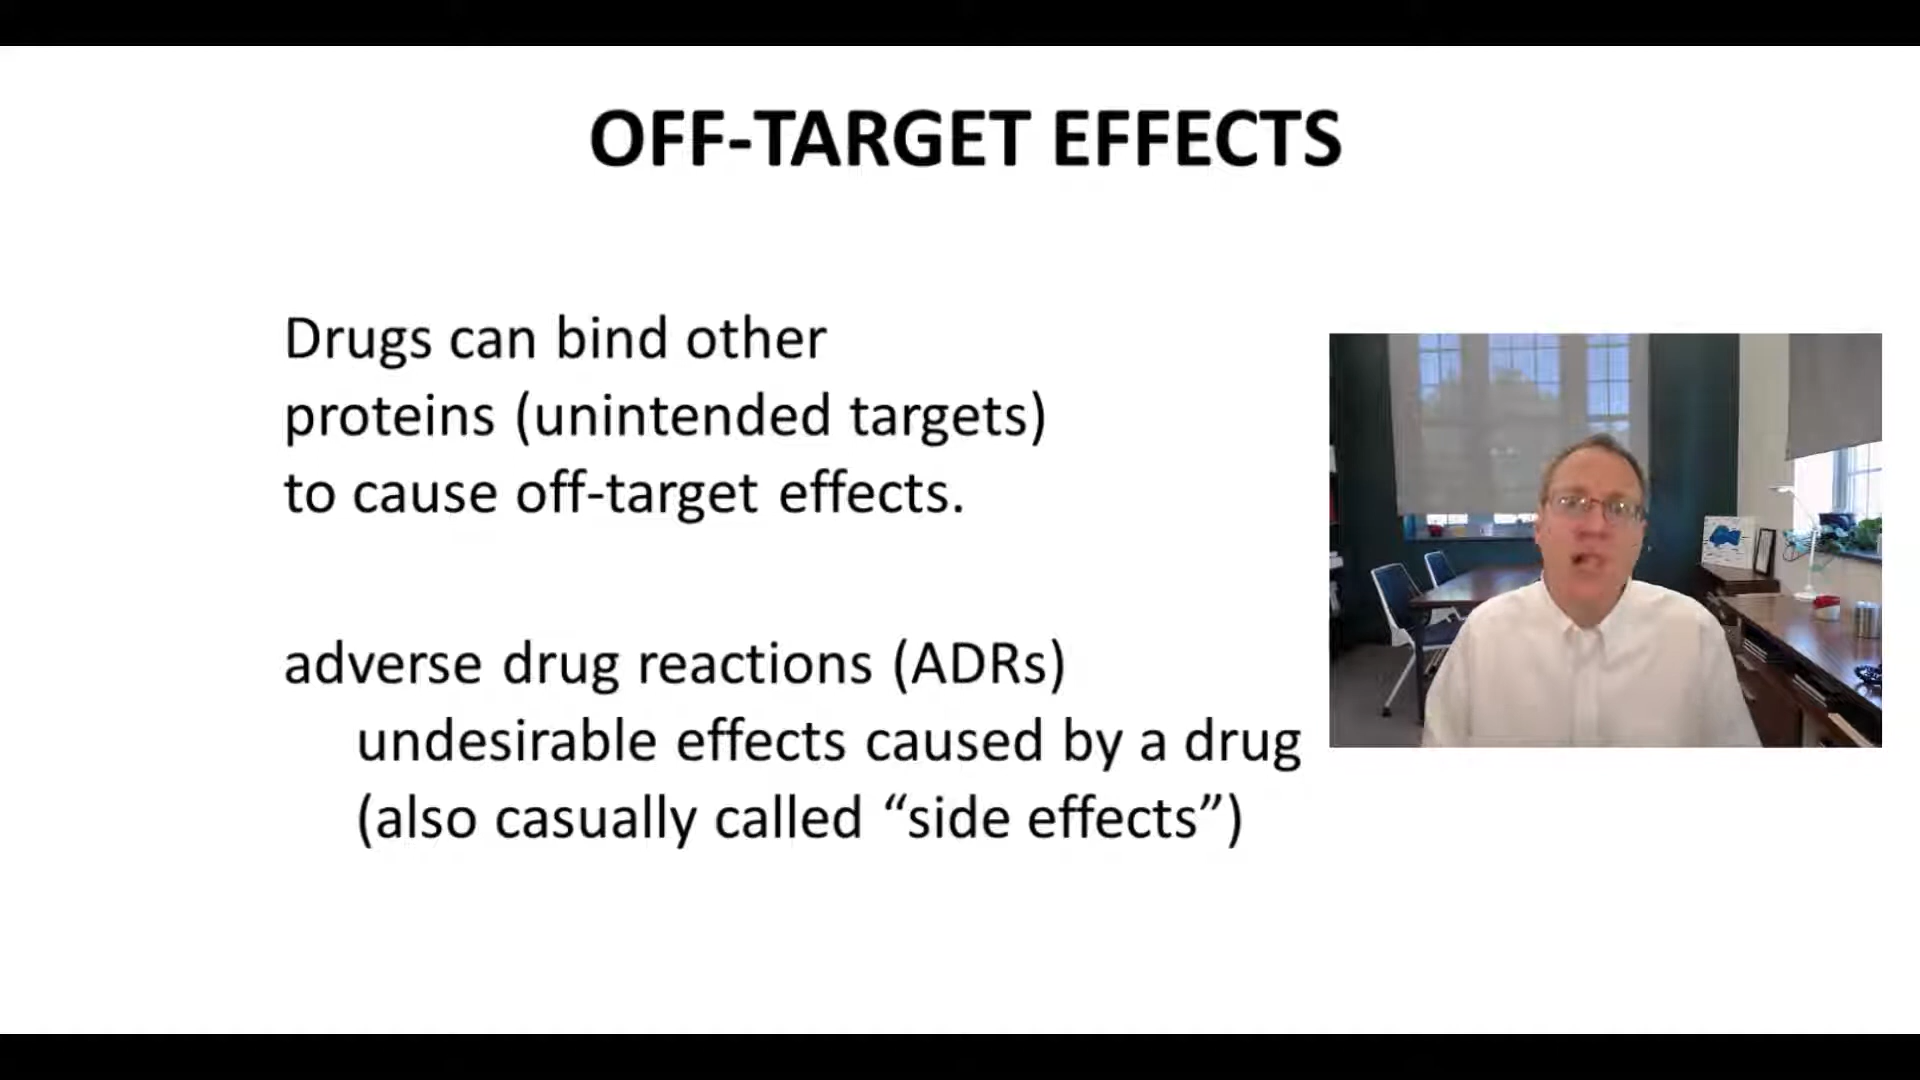 OFF-TARGET EFFECTS
Drugs can bind other
proteins (unintended targets)
to cause off-target effects.
adverse drug reactions (ADRs)
undesirable effects caused by a drug
(also casually called “side effects”)